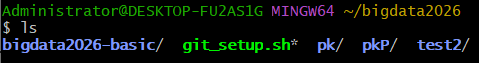 Administrator@DESKTOP-FU2AS1G MINGW64 ~/bigdata2026
$ ls
bigdata2026-basic/  git_setup.sh*  pk/  pkP/  test2/